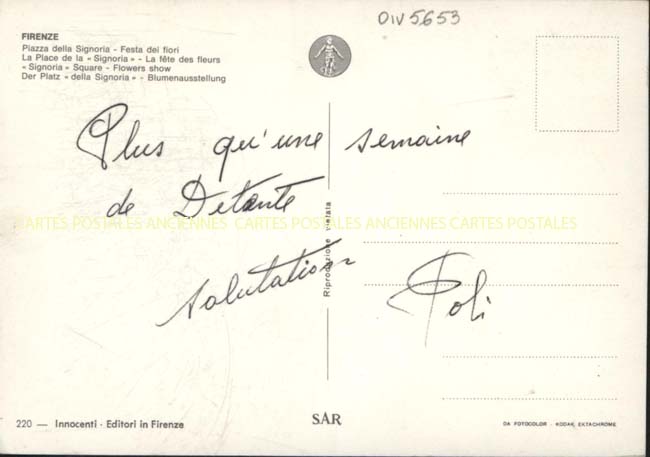 DIV5653
FIRENZE
Piazza della Signoria - Festa dei fiori
La Place de la « Signoria » - La fête des fleurs
« Signoria » Square - Flowers show
Der Platz « della Signoria » - Blumenausstellung
Plus qu'une semaine
de Détente
CARTES POSTALES ANCIENNES CARTES POSTALES ANCIENNES CARTES POSTALES
salutations
Poli
Riproduzione vietata
220 — Innocenti - Editori in Firenze
SAR
DA FOTOCOLOR - KODAK EKTACHROME